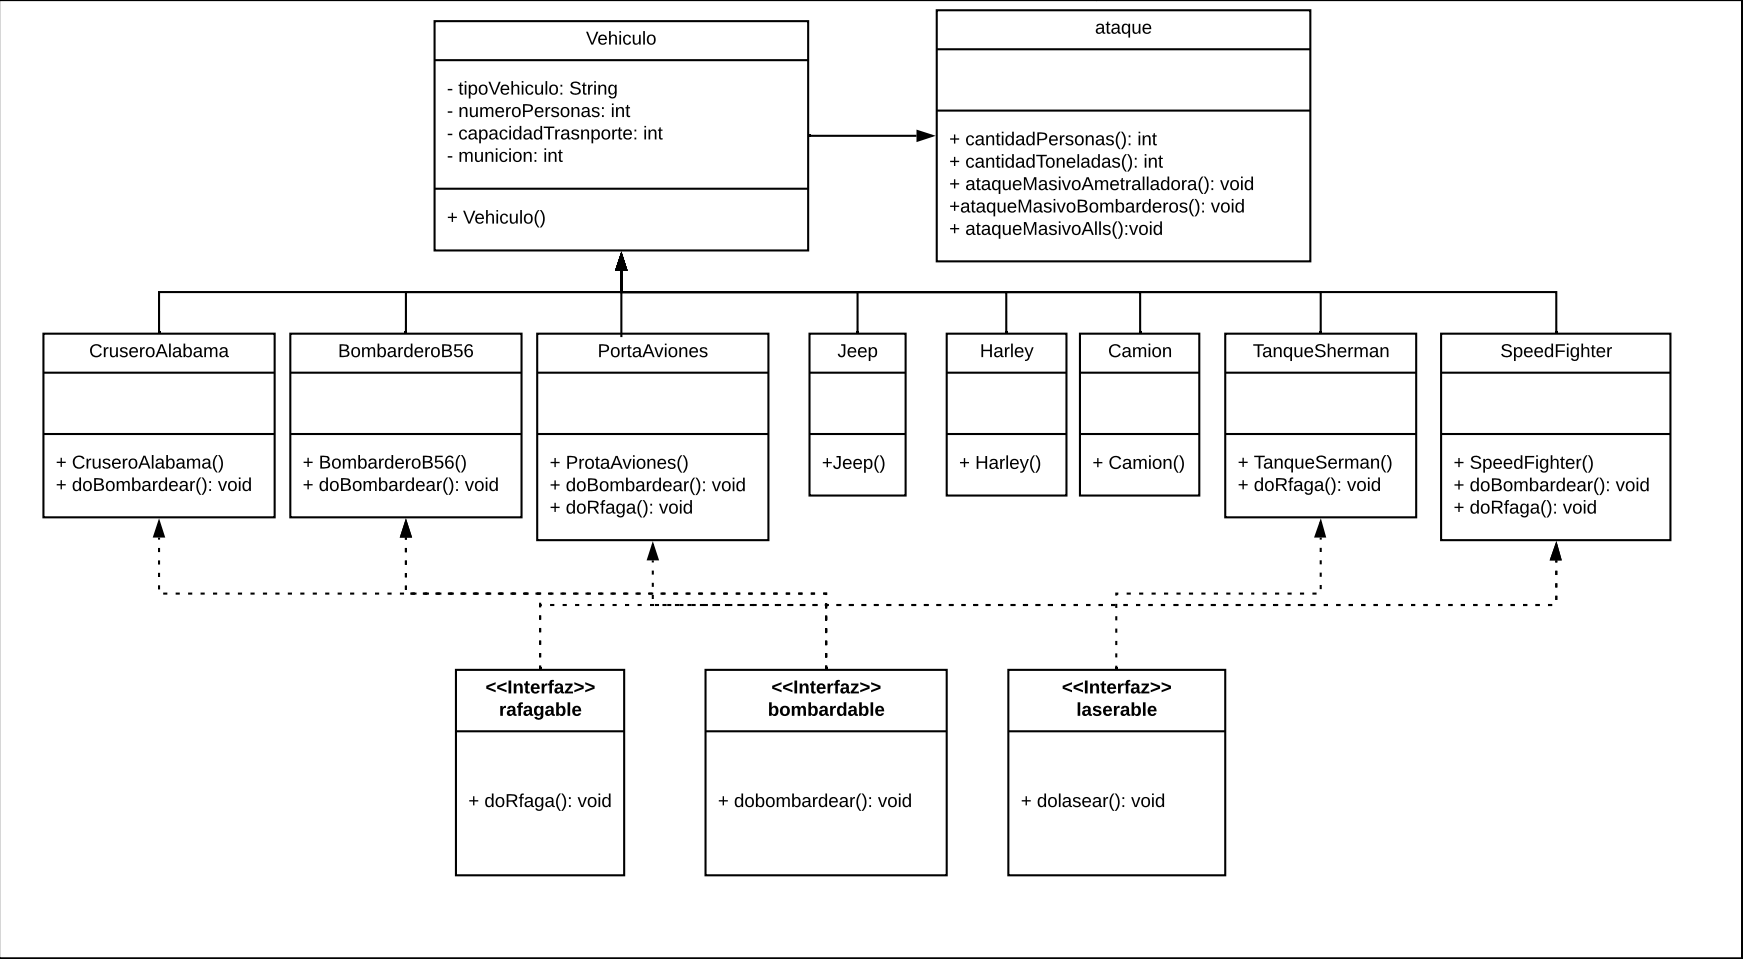 Vehiculo
- tipoVehiculo: String
- numeroPersonas: int
- capacidadTrasnporte: int
- municion: int
+ Vehiculo()
ataque
+ cantidadPersonas(): int
+ cantidadToneladas(): int
+ ataqueMasivoAmetralladora(): void
+ataqueMasivoBombarderos(): void
+ ataqueMasivoAlls():void
CruseroAlabama
+ CruseroAlabama()
+ doBombardear(): void
BombarderoB56
+ BombarderoB56()
+ doBombardear(): void
PortaAviones
+ ProtaAviones()
+ doBombardear(): void
+ doRfaga(): void
Jeep
+Jeep()
Harley
+ Harley()
Camion
+ Camion()
TanqueSherman
+ TanqueSerman()
+ doRfaga(): void
SpeedFighter
+ SpeedFighter()
+ doBombardear(): void
+ doRfaga(): void
<<Interfaz>>
rafagable
+ doRfaga(): void
<<Interfaz>>
bombardable
+ dobombardear(): void
<<Interfaz>>
laserable
+ dolasear(): void